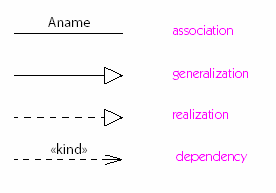 Aname association
generalization
realization
«kind» dependency